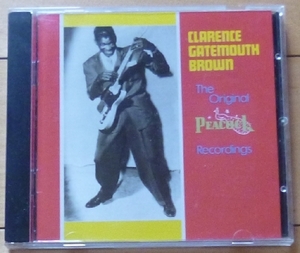 CLARENCE
GATEMOUTH
BROWN
The
Original
PEACOCK
Recordings